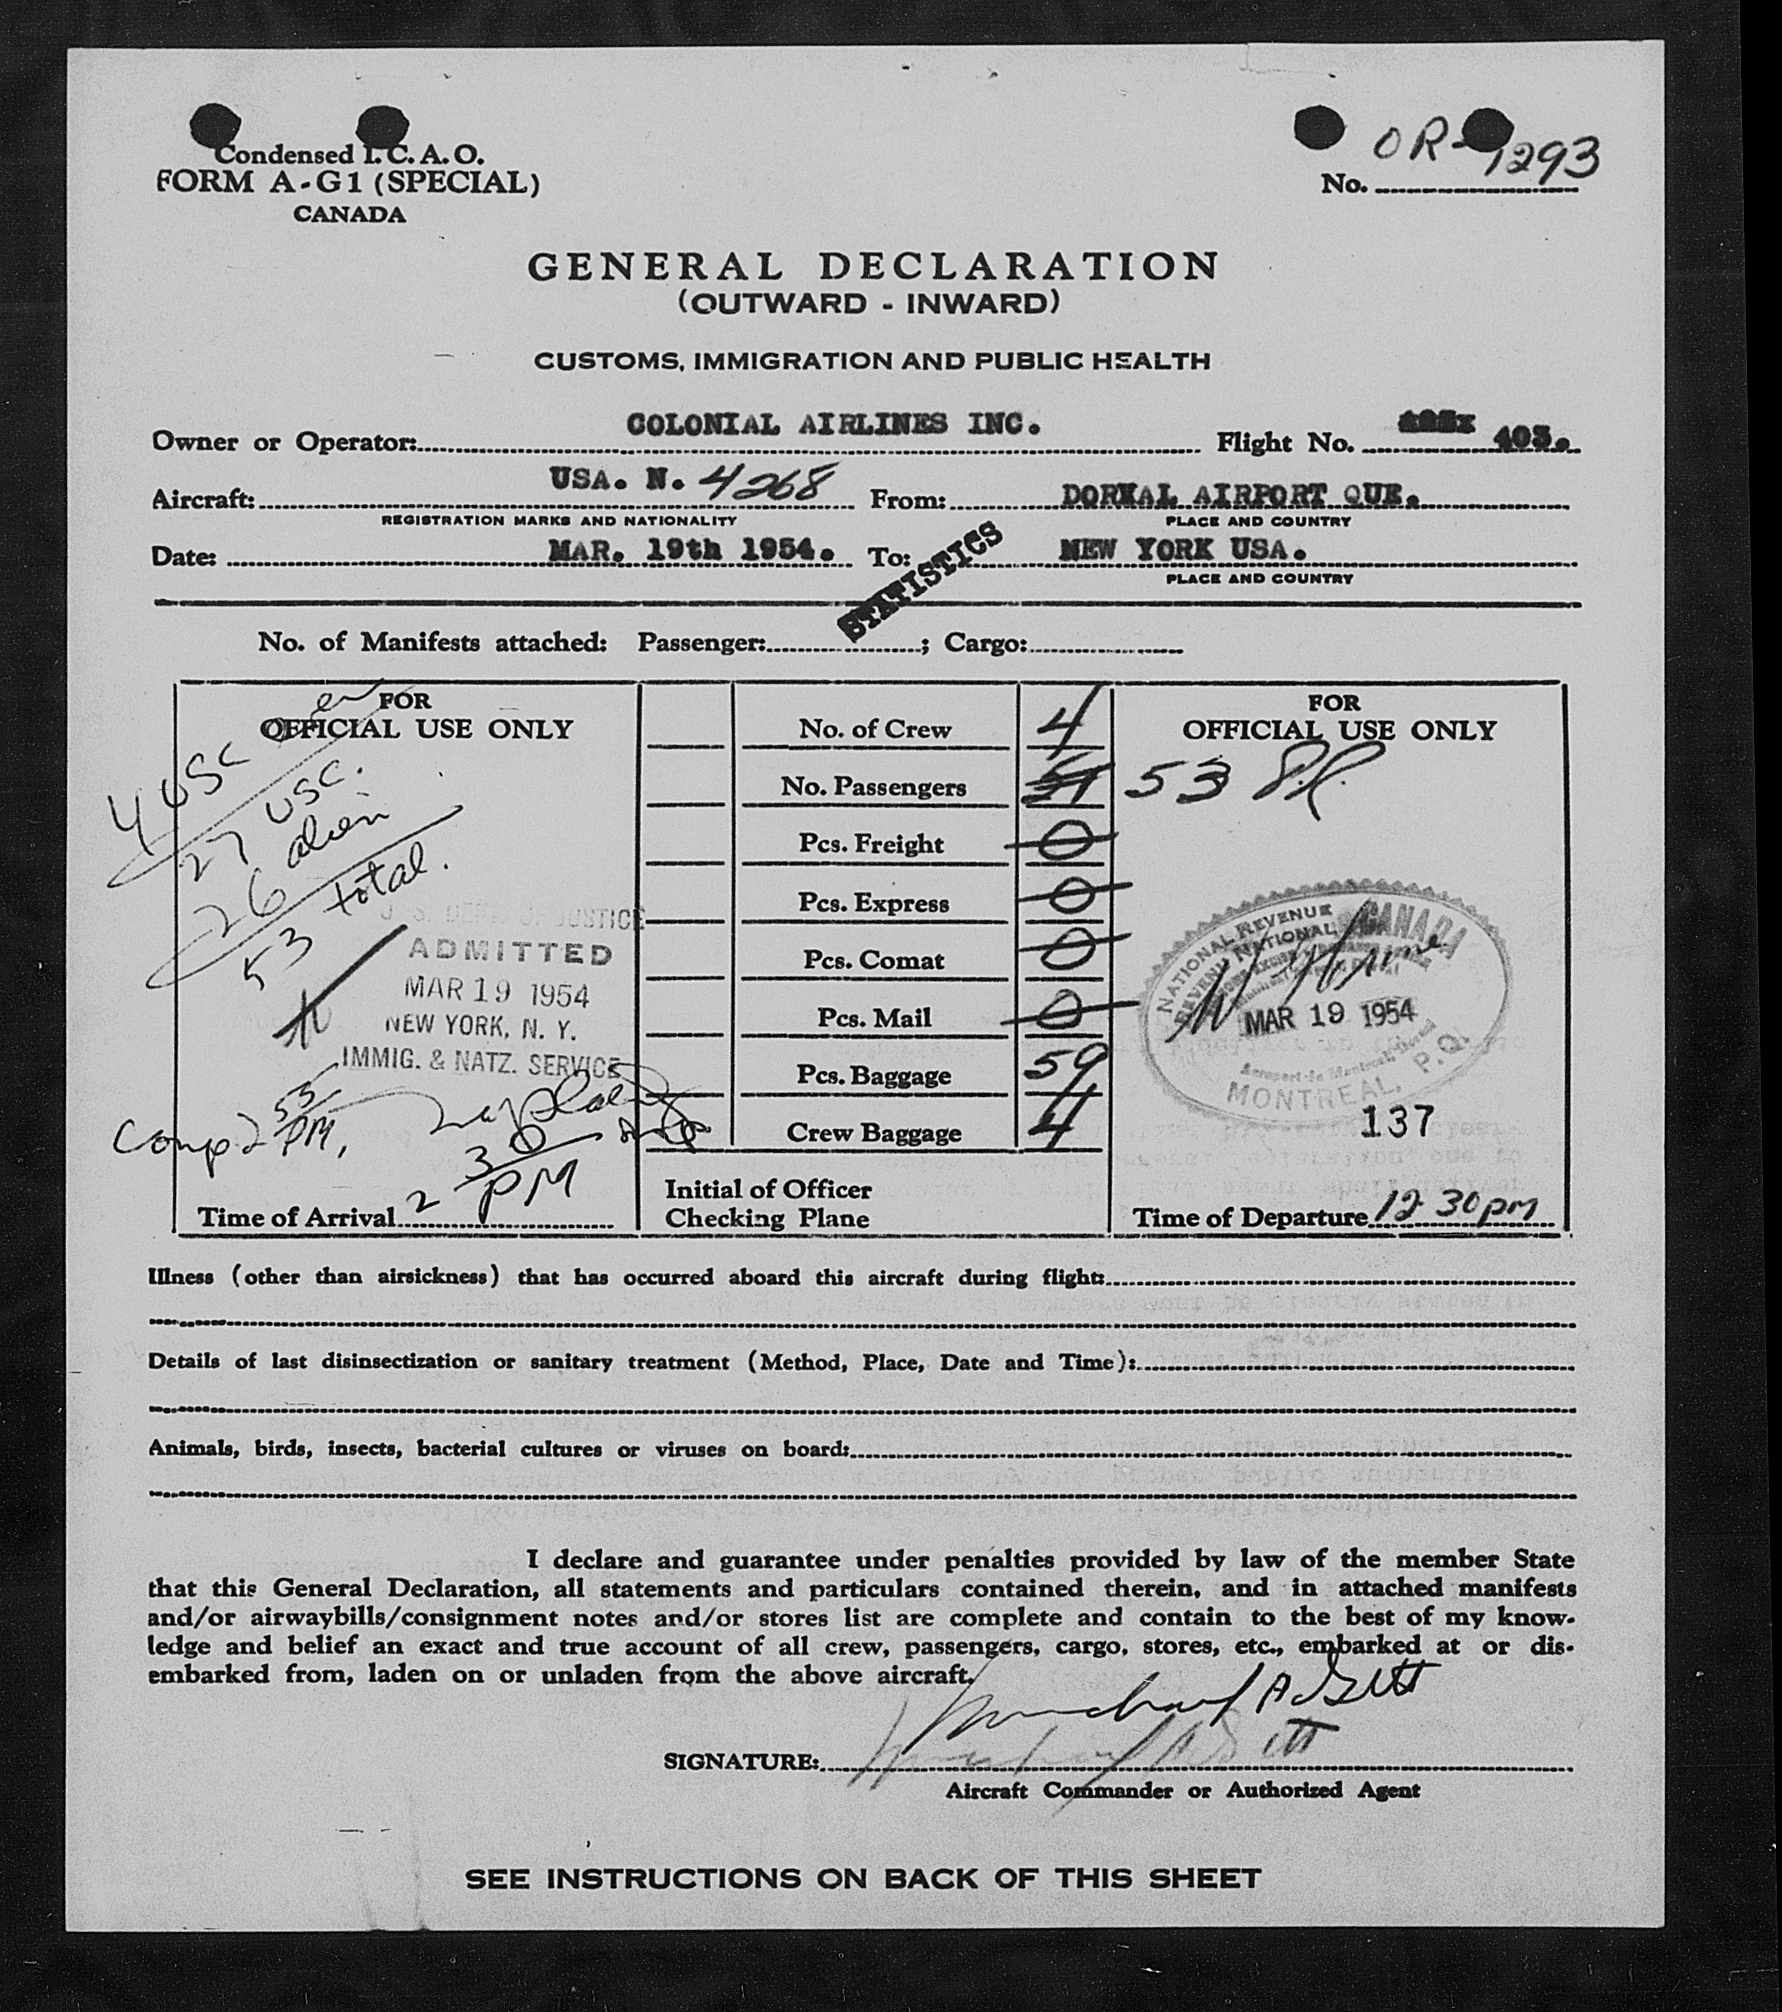 OR-1293
Condensed I.C.A.O.
FORM A-G1 (SPECIAL)
CANADA
No.
GENERAL DECLARATION
(OUTWARD - INWARD)
CUSTOMS, IMMIGRATION AND PUBLIC HEALTH
Owner or Operator: COLONIAL AIRLINES INC. Flight No. 403.
Aircraft: USA. N. 4268 From: DORVAL AIRPORT QUE.
REGISTRATION MARKS AND NATIONALITY PLACE AND COUNTRY
Date: MAR. 19th 1954. To: NEW YORK USA.
PLACE AND COUNTRY
STATISTICS
No. of Manifests attached: Passenger: ; Cargo:
FOR
OFFICIAL USE ONLY
4 USC
27 USC.
26 alien
53 total.
ADMITTED
MAR 19 1954
NEW YORK, N. Y.
IMMIG. & NATZ. SERVICE
Comp. 2 55 PM,
Time of Arrival 2 30 PM
No. of Crew 4
No. Passengers 51
Pcs. Freight 0
Pcs. Express 0
Pcs. Comat 0
Pcs. Mail 0
Pcs. Baggage 59
Crew Baggage 4
Initial of Officer
Checking Plane
FOR
OFFICIAL USE ONLY
53
NATIONAL REVENUE CANADA
MAR 19 1954
MONTREAL, P.Q.
137
Time of Departure 12 30 pm
Illness (other than airsickness) that has occurred aboard this aircraft during flight:
Details of last disinsectization or sanitary treatment (Method, Place, Date and Time):
Animals, birds, insects, bacterial cultures or viruses on board:
I declare and guarantee under penalties provided by law of the member State
that this General Declaration, all statements and particulars contained therein, and in attached manifests
and/or airwaybills/consignment notes and/or stores list are complete and contain to the best of my know-
ledge and belief an exact and true account of all crew, passengers, cargo, stores, etc., embarked at or dis-
embarked from, laden on or unladen from the above aircraft.
SIGNATURE:
Aircraft Commander or Authorized Agent
SEE INSTRUCTIONS ON BACK OF THIS SHEET